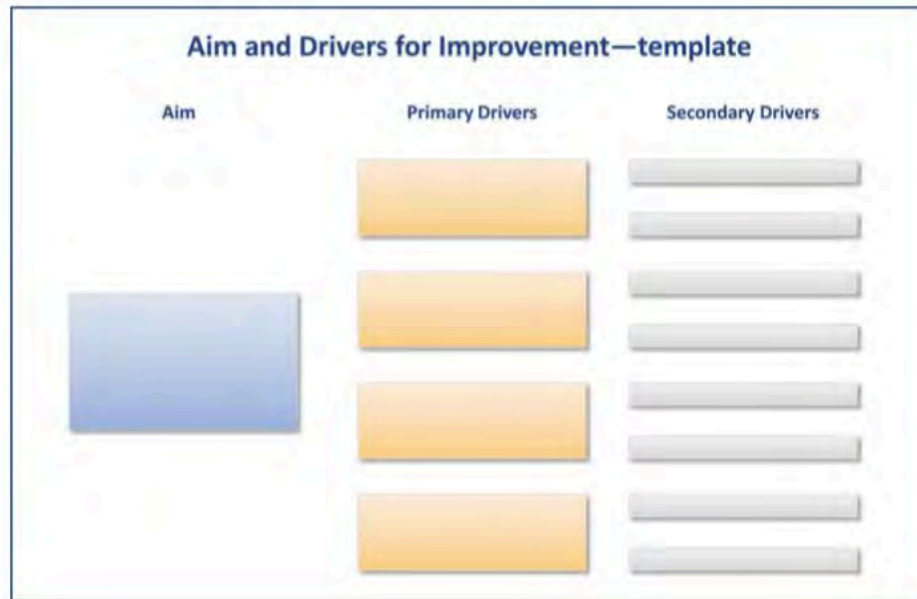 Aim and Drivers for Improvement—template
Aim
Primary Drivers
Secondary Drivers